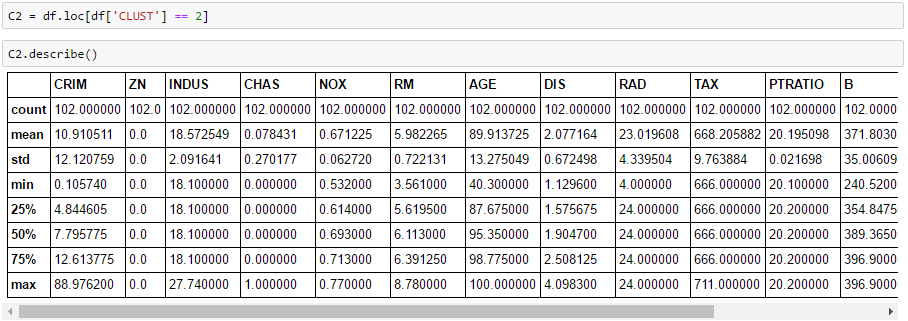 C2 = df.loc[df['CLUST'] == 2]
C2.describe()
CRIM ZN INDUS CHAS NOX RM AGE DIS RAD TAX PTRATIO B
count 102.000000 102.0 102.000000 102.000000 102.000000 102.000000 102.000000 102.000000 102.000000 102.000000 102.000000 102.0000
mean 10.910511 0.0 18.572549 0.078431 0.671225 5.982265 89.913725 2.077164 23.019608 668.205882 20.195098 371.8030
std 12.120759 0.0 2.091641 0.270177 0.062720 0.722131 13.275049 0.672498 4.339504 9.763884 0.021698 35.00609
min 0.105740 0.0 18.100000 0.000000 0.532000 3.561000 40.300000 1.129600 4.000000 666.000000 20.100000 240.5200
25% 4.844605 0.0 18.100000 0.000000 0.614000 5.619500 87.675000 1.575675 24.000000 666.000000 20.200000 354.8475
50% 7.795775 0.0 18.100000 0.000000 0.693000 6.113000 95.350000 1.904700 24.000000 666.000000 20.200000 389.3650
75% 12.613775 0.0 18.100000 0.000000 0.713000 6.391250 98.775000 2.508125 24.000000 666.000000 20.200000 396.9000
max 88.976200 0.0 27.740000 1.000000 0.770000 8.780000 100.000000 4.098300 24.000000 711.000000 20.200000 396.9000